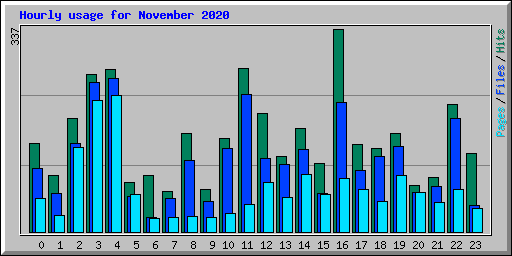 Hourly usage for November 2020
337
Pages/Files/Hits
0 1 2 3 4 5 6 7 8 9 10 11 12 13 14 15 16 17 18 19 20 21 22 23